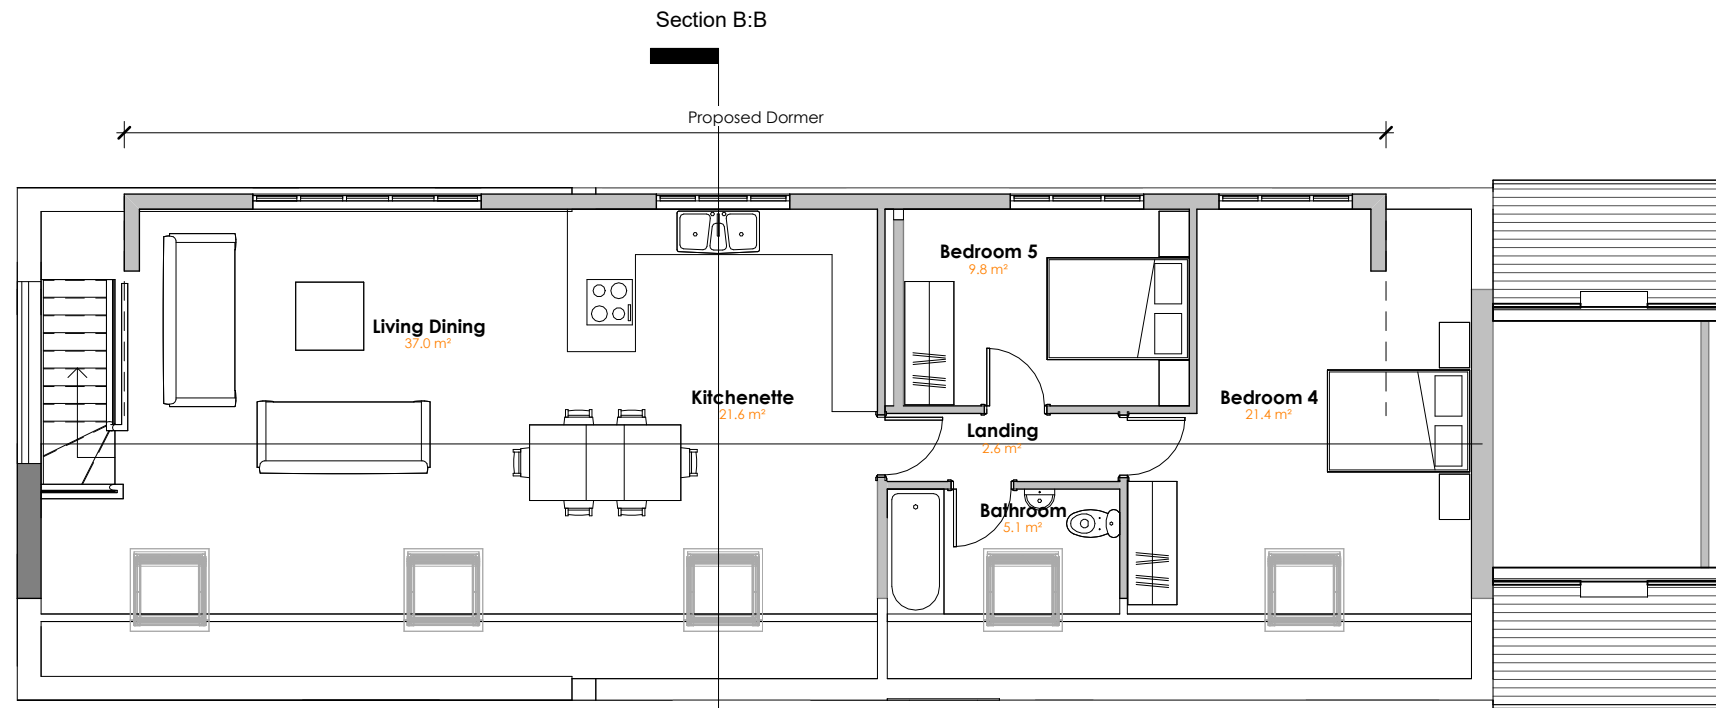 Section B:B
Proposed Dormer
Bedroom 5
9.8 m²
Living Dining
37.0 m²
Kitchenette
21.6 m²
Bedroom 4
21.4 m²
Landing
2.6 m²
Bathroom
5.1 m²